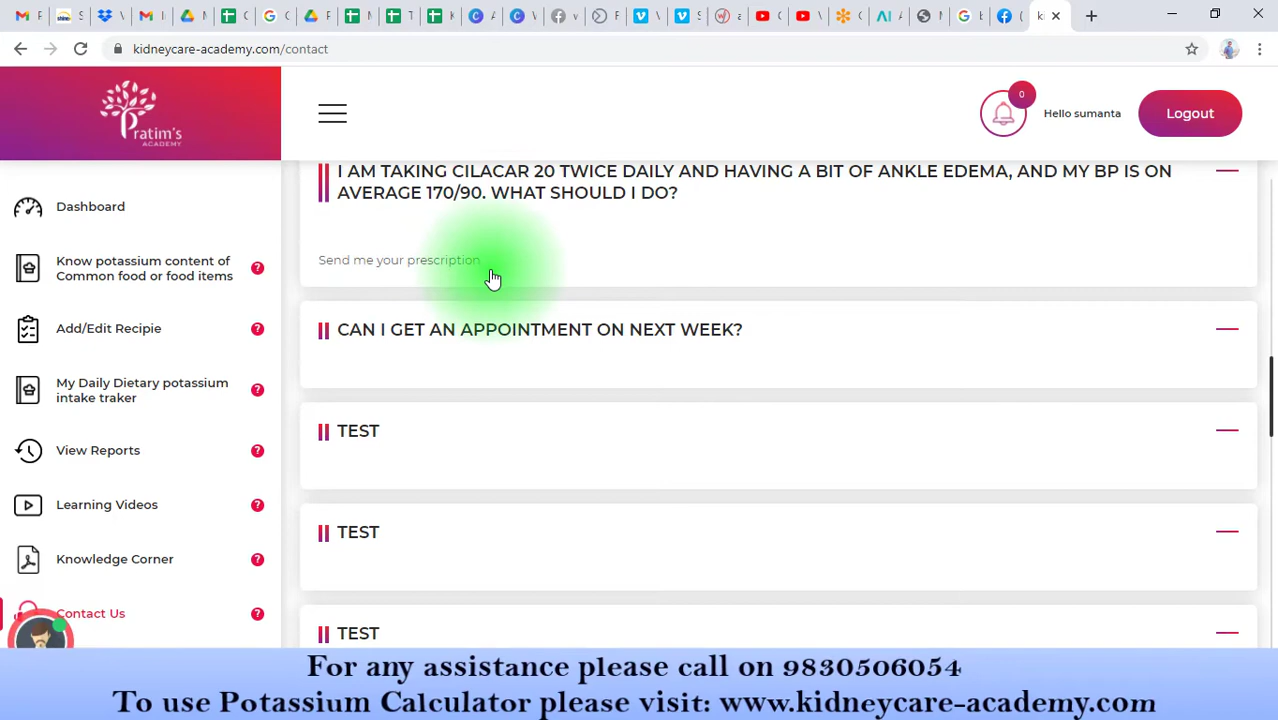 kidneycare-academy.com/contact
Pratim's
ACADEMY
0
Hello sumanta
Logout
Dashboard
Know potassium content of
Common food or food items
?
Add/Edit Recipie
?
My Daily Dietary potassium
intake traker
?
View Reports
?
Learning Videos
?
Knowledge Corner
?
Contact Us
?
I AM TAKING CILACAR 20 TWICE DAILY AND HAVING A BIT OF ANKLE EDEMA, AND MY BP IS ON
AVERAGE 170/90. WHAT SHOULD I DO?
Send me your prescription
CAN I GET AN APPOINTMENT ON NEXT WEEK?
TEST
TEST
TEST
For any assistance please call on 9830506054
To use Potassium Calculator please visit: www.kidneycare-academy.com